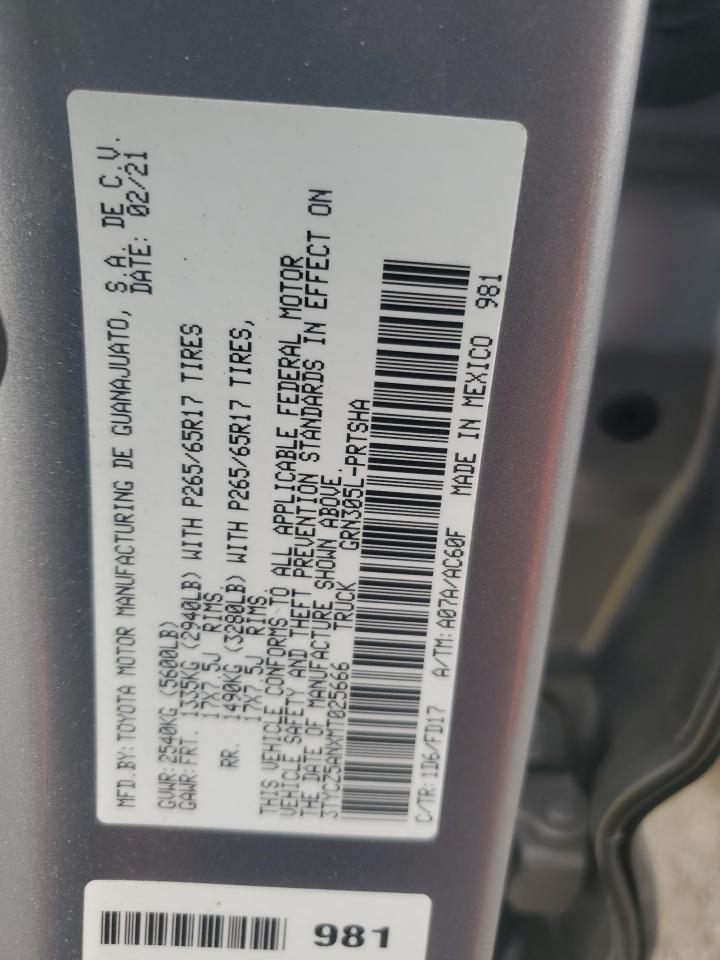 MFD.BY: TOYOTA MOTOR MANUFACTURING DE GUANAJUATO, S.A. DE C.V.
DATE: 02/21
GVWR: 2540KG (5600LB)
GAWR: FRT. 1335KG (2940LB) WITH P265/65R17 TIRES
17X7.5J RIMS.
RR. 1490KG (3280LB) WITH P265/65R17 TIRES,
17X7.5J RIMS.
THIS VEHICLE CONFORMS TO ALL APPLICABLE FEDERAL MOTOR
VEHICLE SAFETY AND THEFT PREVENTION STANDARDS IN EFFECT ON
THE DATE OF MANUFACTURE SHOWN ABOVE.
3TYCZ5ANXMT025666 TRUCK GRN305L-PRTSHA
C/TR: 1D6/FD17 A/TM: A07A/AC60F MADE IN MEXICO 981
981